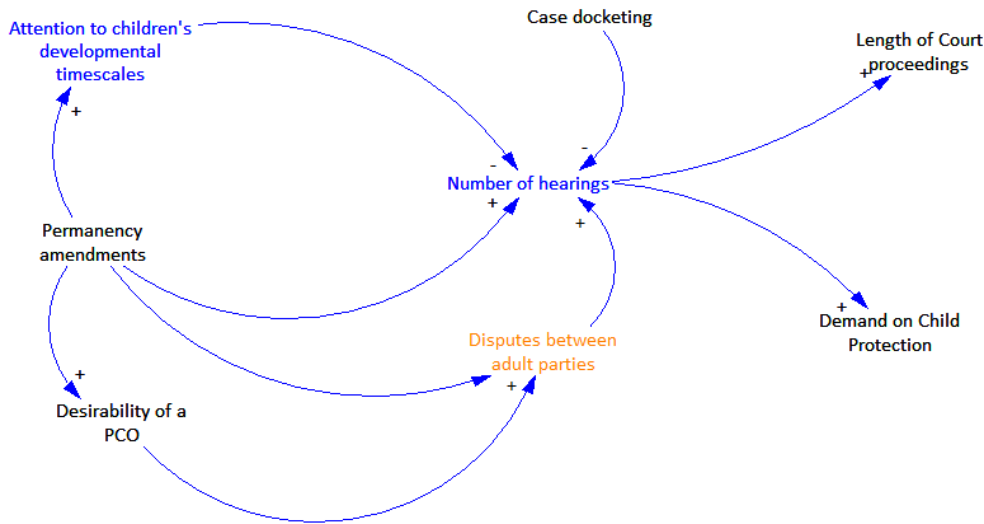 Attention to children's
developmental
timescales
+
Case docketing
Length of Court
proceedings
+
-
-
Number of hearings
+
+
Permanency
amendments
+
Demand on Child
Protection
Disputes between
adult parties
+
+
Desirability of a
PCO